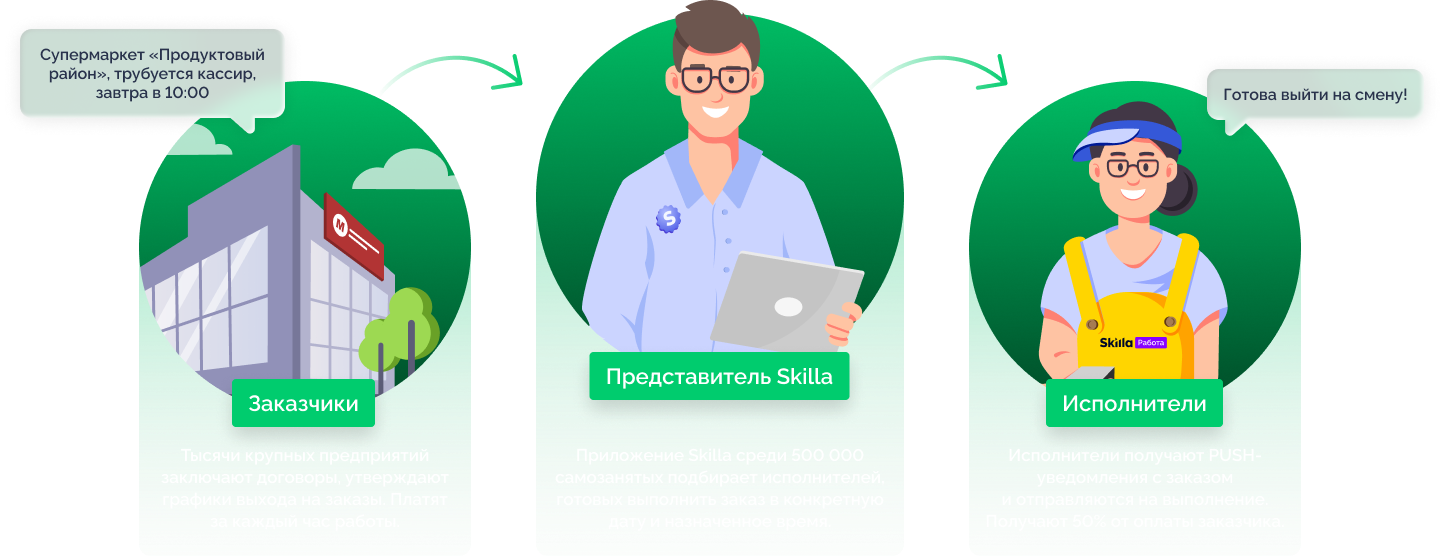 Супермаркет «Продуктовый
район», трубуется кассир,
завтра в 10:00
Готова выйти на смену!
M
S
Skilla Работа
Представитель Skilla
Заказчики
Исполнители
Тысячи крупных предприятий
заключают договоры, утверждают
графики выхода на заказы. Платят
за каждый час работы
Приложение Skilla среди 500 000
самозанятых подбирает исполнителей,
готовых выполнить заказ в конкретную
дату и назначенное время.
Исполнители получают PUSH-
уведомления с заказом
и отправляются на выполнение.
Получают 50% от оплаты заказчика